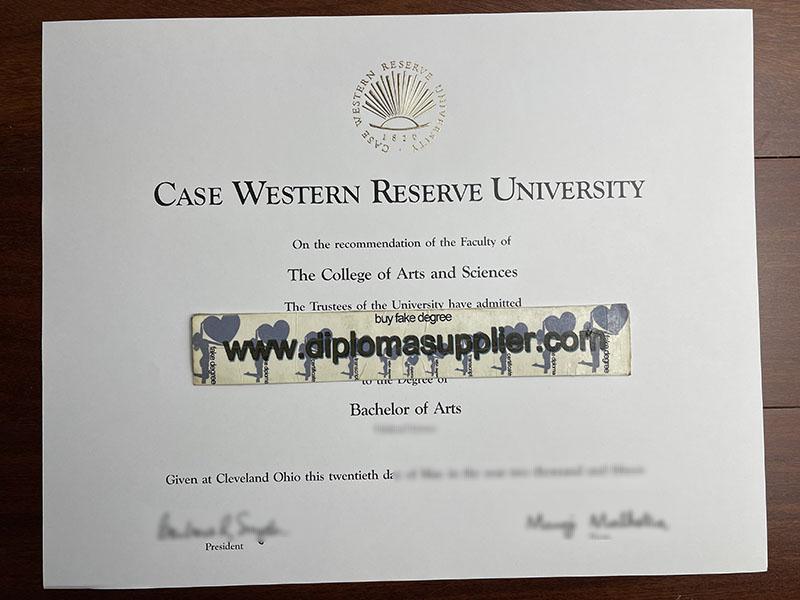 CASE WESTERN RESERVE UNIVERSITY
1826
CASE WESTERN RESERVE UNIVERSITY
On the recommendation of the Faculty of
The College of Arts and Sciences
The Trustees of the University have admitted
buy fake degree
www.diplomasupplier.com
fake degree
to the Degree of
Bachelor of Arts
Given at Cleveland Ohio this twentieth
President